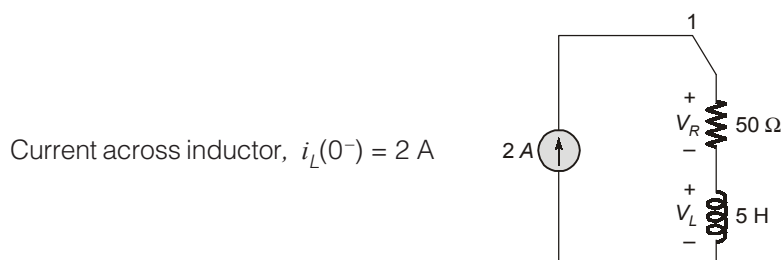 1
+
V_R 50 Ω
–
Current across inductor, i_L(0⁻) = 2 A 2 A
+
V_L 5 H
–